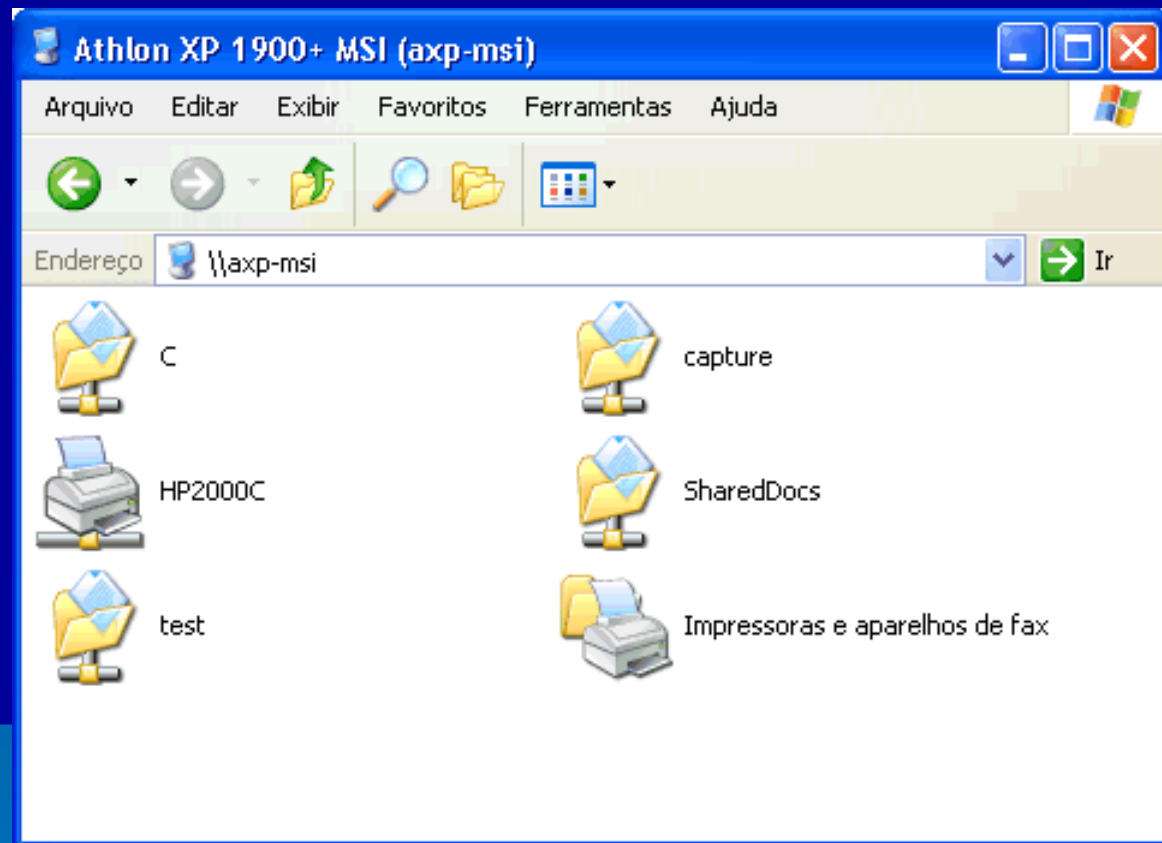 Athlon XP 1900+ MSI (axp-msi)
Arquivo Editar Exibir Favoritos Ferramentas Ajuda
Endereço \\axp-msi Ir
C capture
HP2000C SharedDocs
test Impressoras e aparelhos de fax